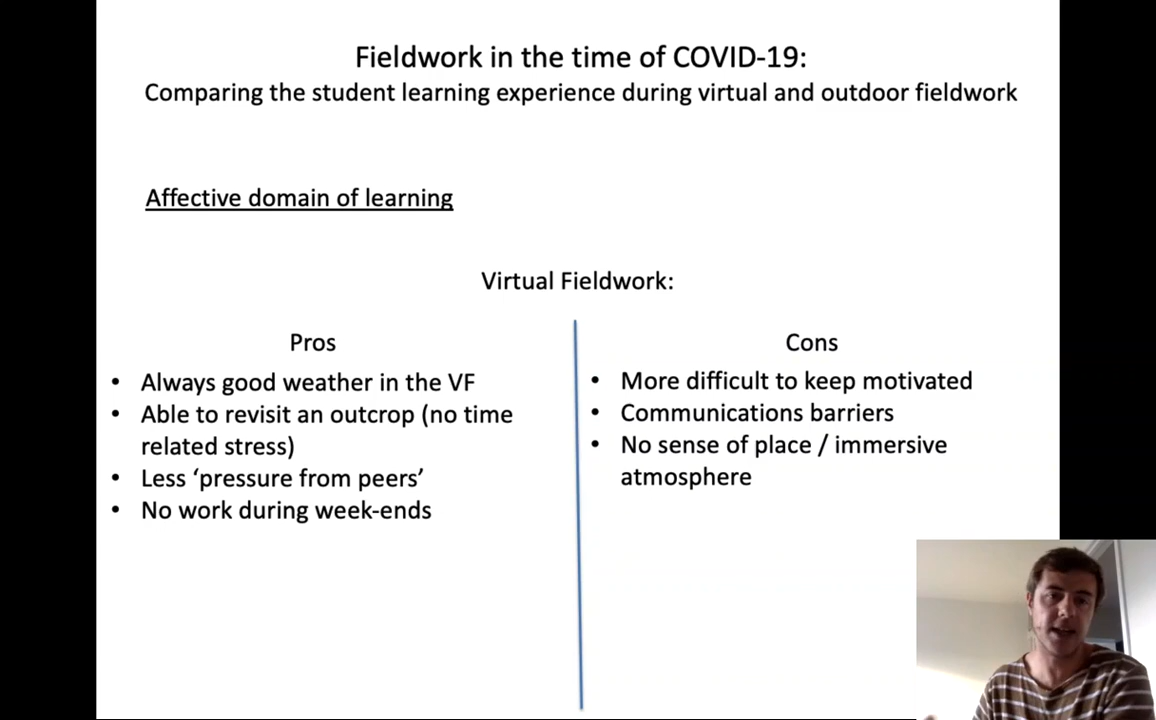 Fieldwork in the time of COVID-19:
Comparing the student learning experience during virtual and outdoor fieldwork
Affective domain of learning
Virtual Fieldwork:
Pros
• Always good weather in the VF
• Able to revisit an outcrop (no time
related stress)
• Less ‘pressure from peers’
• No work during week-ends
Cons
• More difficult to keep motivated
• Communications barriers
• No sense of place / immersive
atmosphere